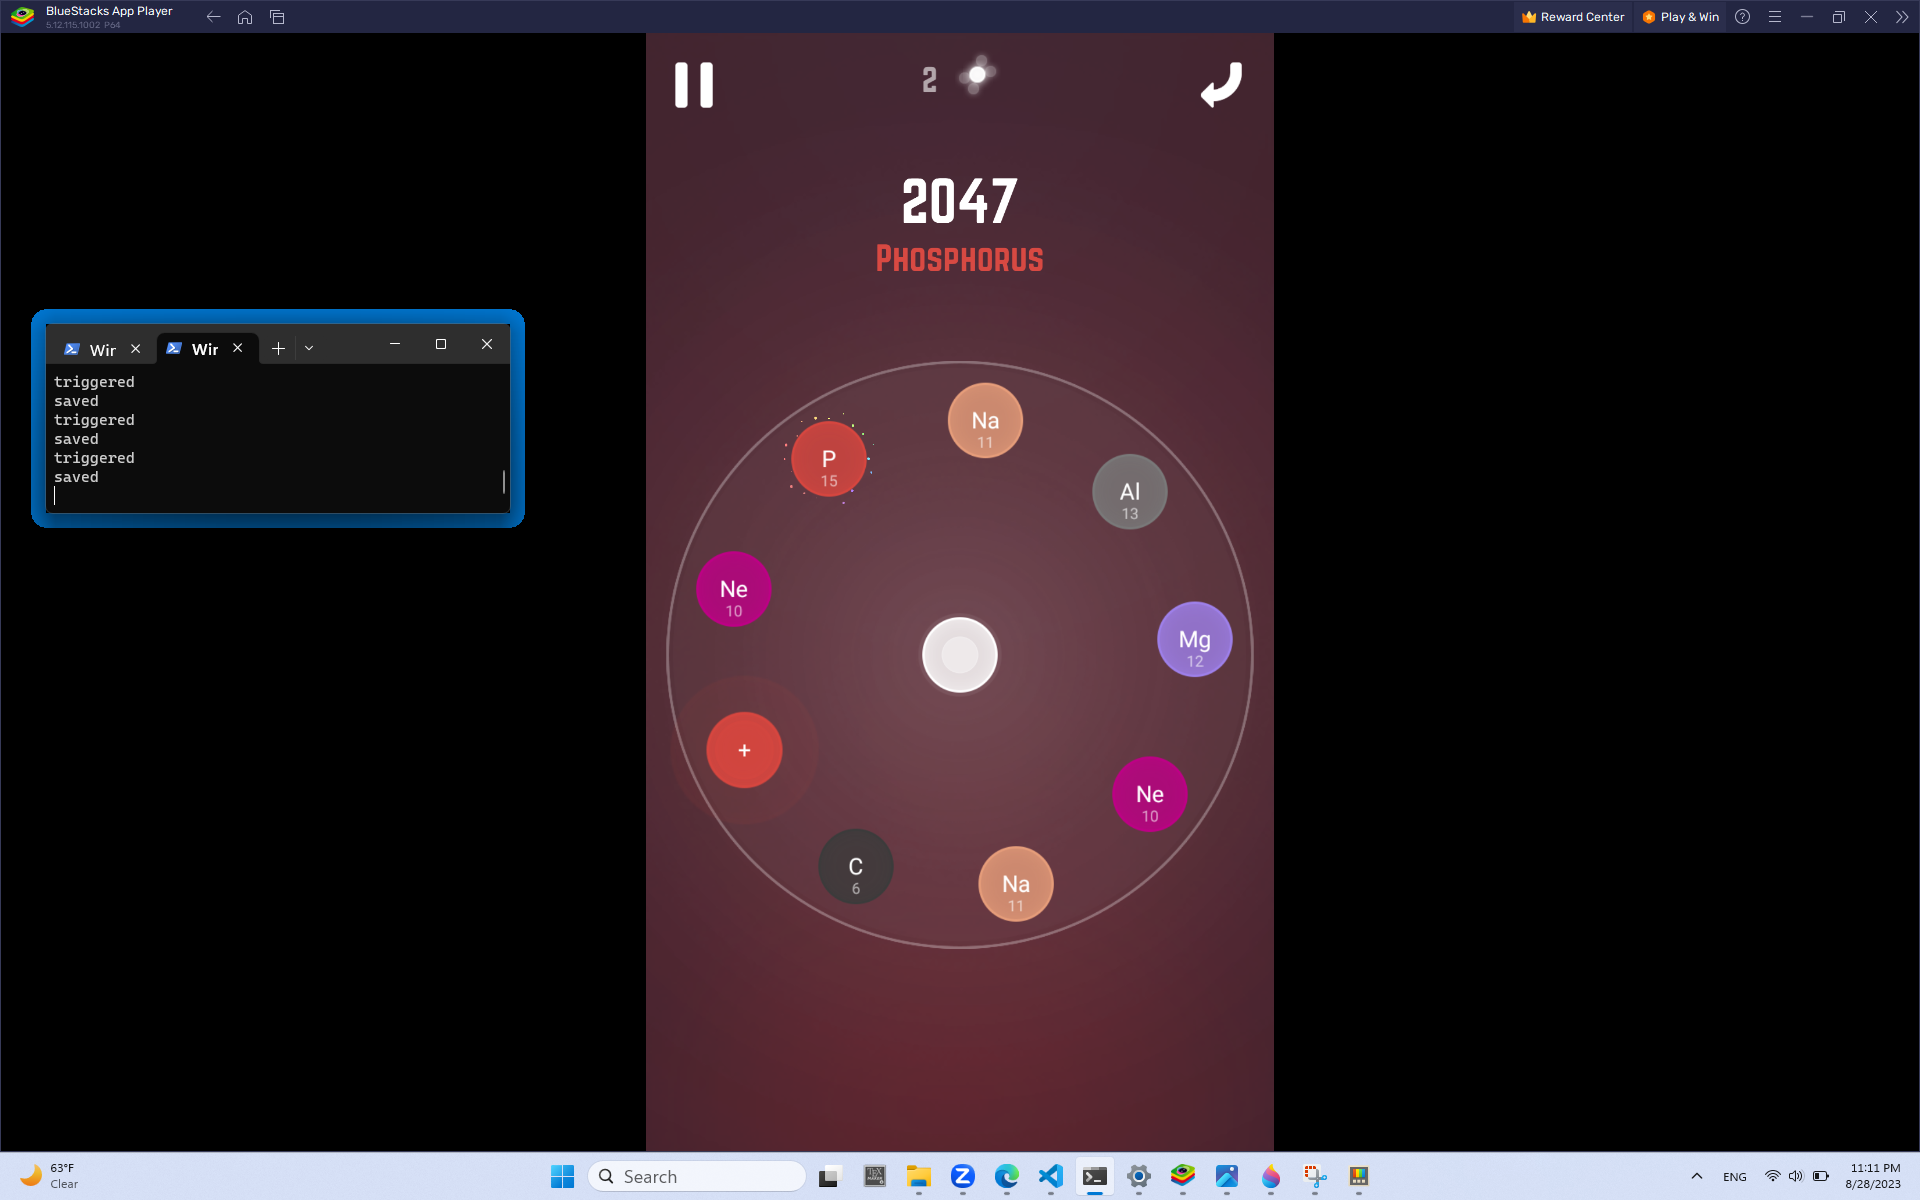 BlueStacks App Player
5.12.115.1002 P64
Reward Center
Play & Win
2
2047
PHOSPHORUS
Wir
Wir
triggered
saved
triggered
saved
triggered
saved
Na
11
P
15
Al
13
Ne
10
Mg
12
+
Ne
10
C
6
Na
11
63°F
Clear
Search
ENG
11:11 PM
8/28/2023